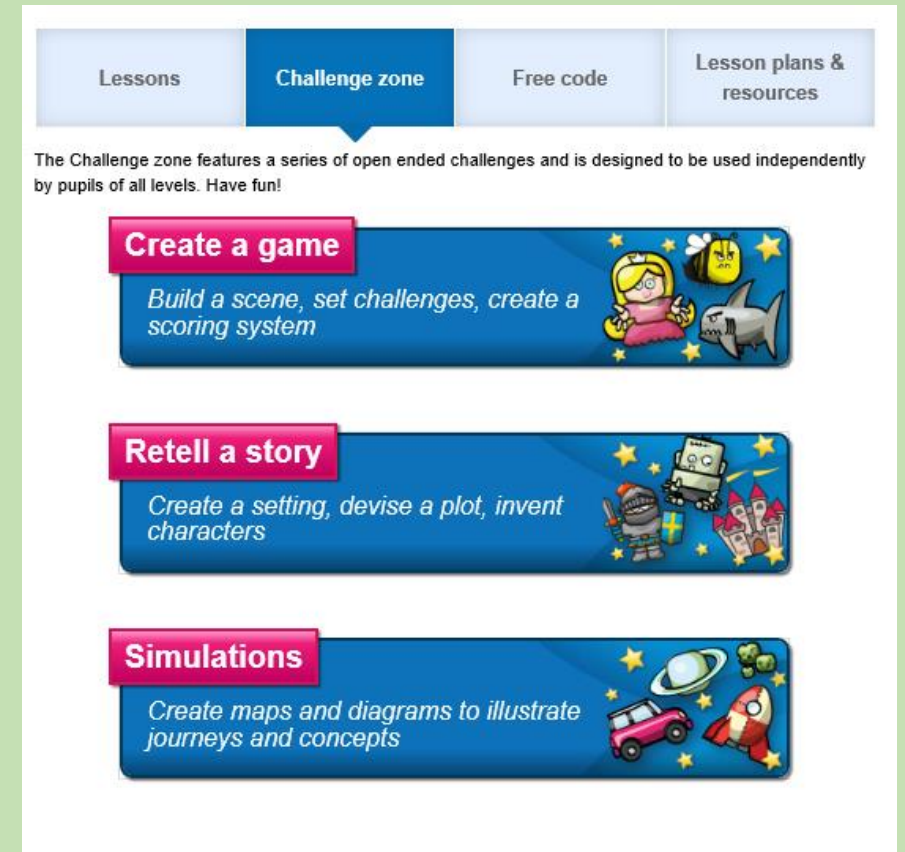 Lessons
Challenge zone
Free code
Lesson plans &
resources
The Challenge zone features a series of open ended challenges and is designed to be used independently
by pupils of all levels. Have fun!
Create a game
Build a scene, set challenges, create a
scoring system
Retell a story
Create a setting, devise a plot, invent
characters
Simulations
Create maps and diagrams to illustrate
journeys and concepts